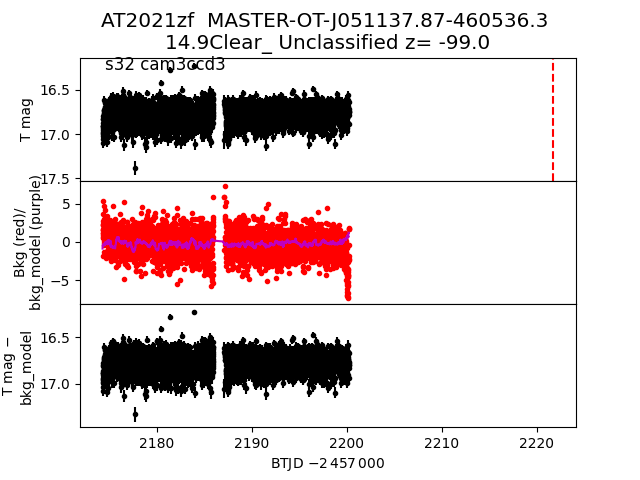 AT2021zf  MASTER-OT-J051137.87-460536.3
14.9Clear_ Unclassified z= -99.0
s32 cam3ccd3
16.5
17.0
17.5
T mag
5
0
−5
Bkg (red)/
bkg_model (purple)
16.5
17.0
T mag −
bkg_model
2180
2190
2200
2210
2220
BTJD −2 457 000